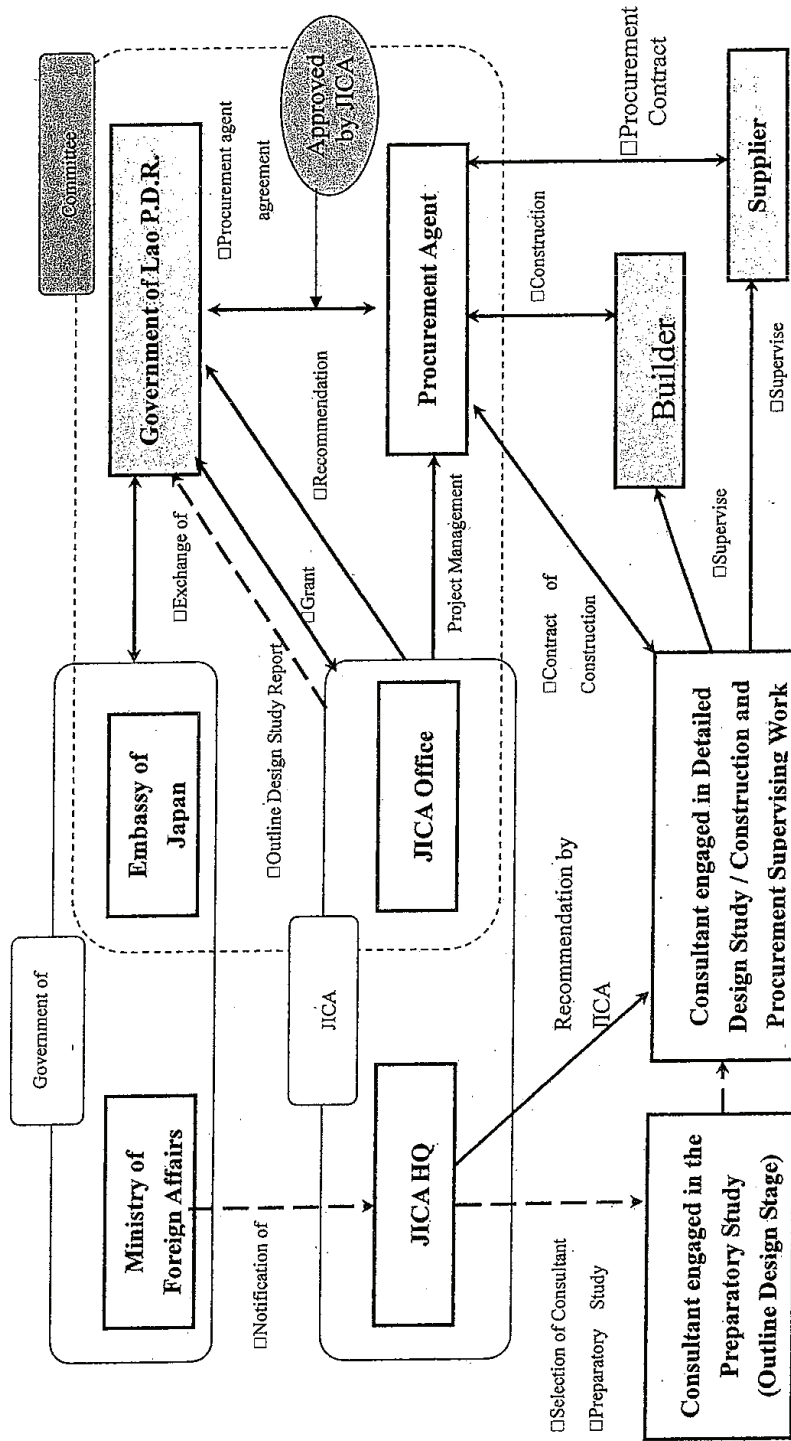 Committee
Government of
-
Ministry of
Foreign Affairs
Embassy of
Japan
□Exchange of
Government of Lao P.D.R.
□Procurement agent
agreement
Approved
by JICA
□Notification of
□Outline Design Study Report
□Grant
□Recommendation
JICA
JICA HQ
JICA Office
Project Management
Procurement Agent
□Selection of Consultant
□Preparatory Study
Recommendation by
JICA
□Contract of
Construction
□Construction
□Procurement
Contract
Builder
Supplier
□Supervise
□Supervise
Consultant engaged in the
Preparatory Study
(Outline Design Stage)
Consultant engaged in Detailed
Design Study / Construction and
Procurement Supervising Work